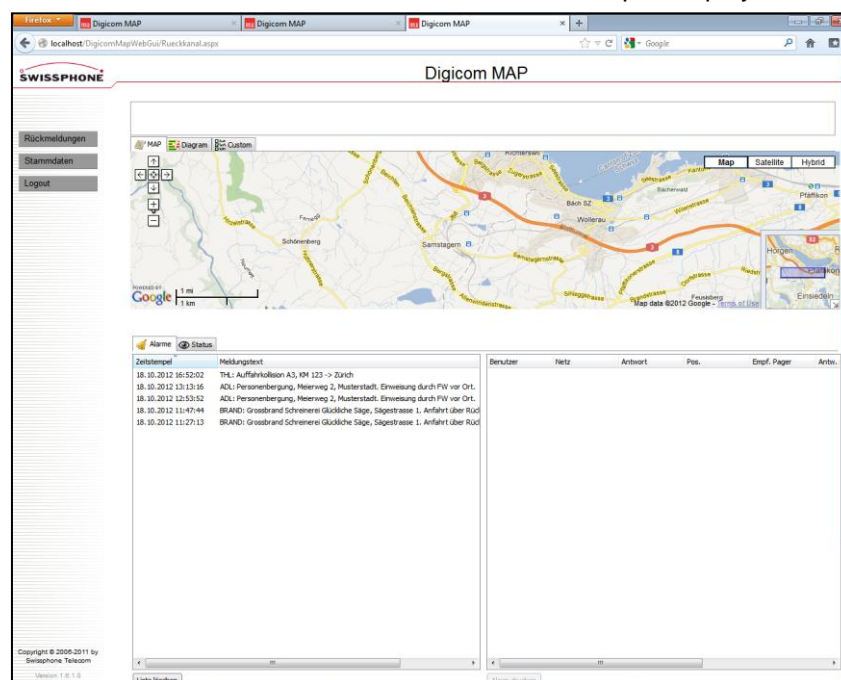 Firefox
Digicom MAP
Digicom MAP
Digicom MAP
localhost/DigicomMapWebGui/Rueckkanal.aspx
Google
SWISSPHONE
Digicom MAP
Rückmeldungen
Stammdaten
Logout
MAP Diagram Custom
Map Satellite Hybrid
Richterswil
Bäch SZ
Wollerau
Pfäffikon
Schönenberg
Samstagern
Feusisberg
Horgen
Pfäffikon
Einsiedeln
POWERED BY
Google
1 mi
1 km
Map data ©2012 Google - Terms of Use
Alarme Status
Zeitstempel Meldungstext
18.10.2012 16:52:02 THL: Auffahrkollision A3, KM 123 -> Zürich
18.10.2012 13:13:16 ADL: Personenbergung, Meierweg 2, Musterstadt. Einweisung durch FW vor Ort.
18.10.2012 12:53:52 ADL: Personenbergung, Meierweg 2, Musterstadt. Einweisung durch FW vor Ort.
18.10.2012 11:47:44 BRAND: Grossbrand Schreinerei Glückliche Säge, Sägestrasse 1. Anfahrt über Rüd
18.10.2012 11:27:13 BRAND: Grossbrand Schreinerei Glückliche Säge, Sägestrasse 1. Anfahrt über Rüd
Benutzer Netz Antwort Pos. Empf. Pager Antw.
Copyright © 2006-2011 by
Swissphone Telecom
Version 1.6.1.6